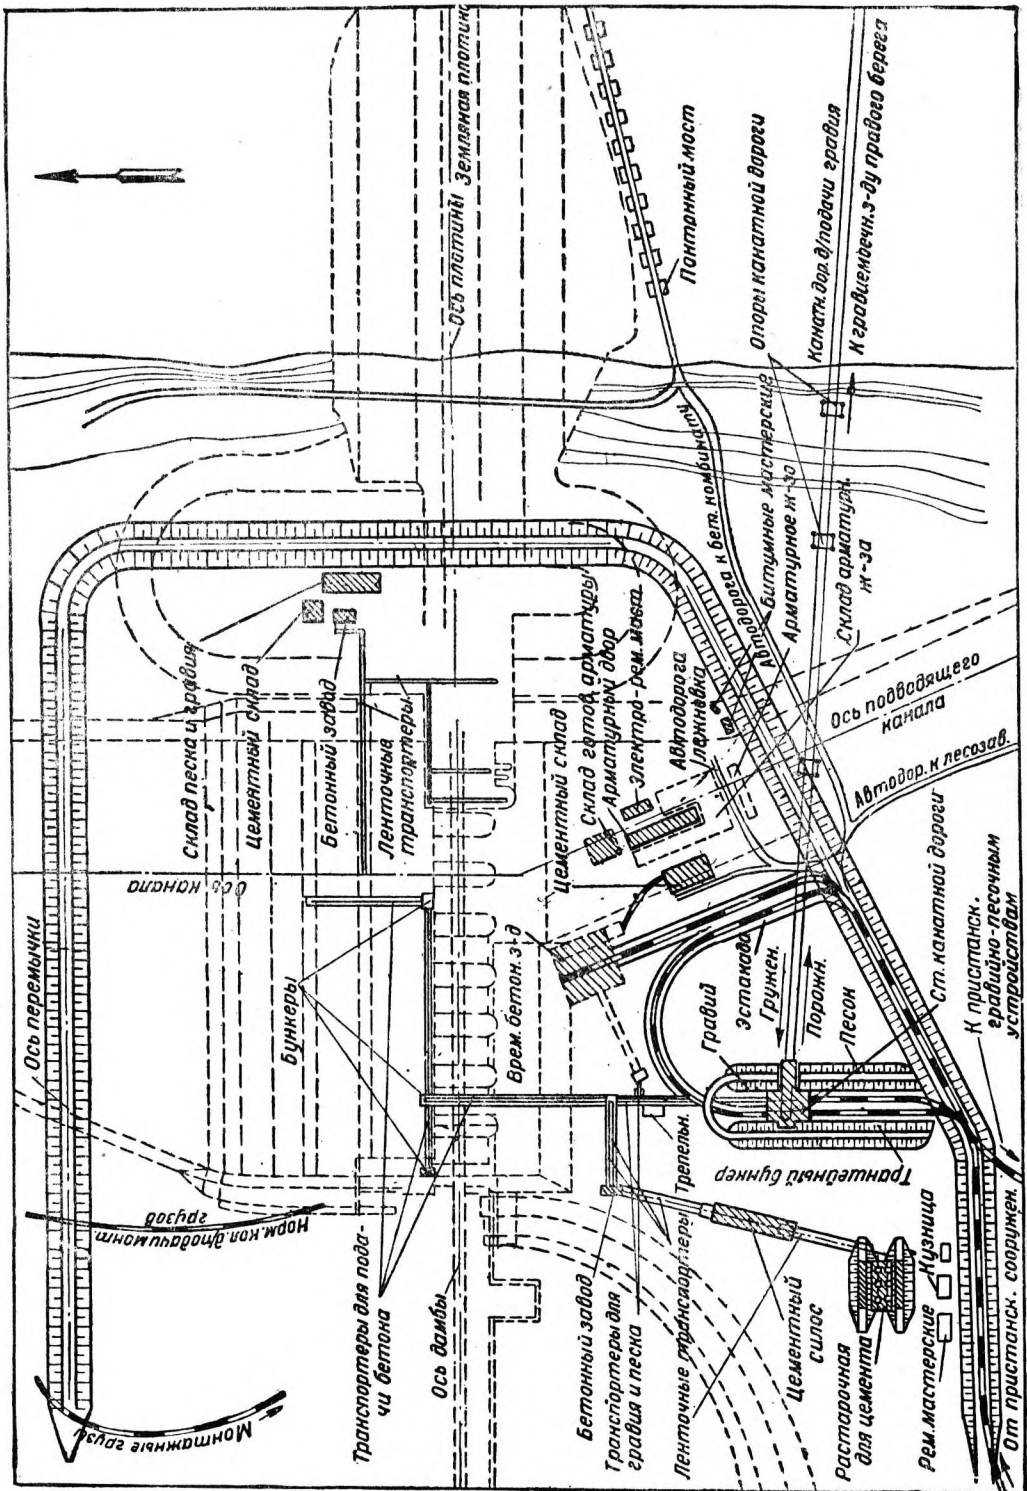 Ось перемычки
Монтажные грузы
Норм. кол. д/подачи монт.
грузов
Ось канала
Склад песка и гравия
Цементный склад
Бетонный завод
Ленточные
транспортеры
Бункеры
Транспортеры для пода-
чи бетона
Ось дамбы
Ось плотины
Земляная плотина
Врем. бетон. з-д
Цементный склад
Склад готов. арматуры
Арматурный двор
Электро-рем. маст.
Автодорога
лежневка
Автодорога к бет. комбинату
Битумные мастерские
Арматурное ж-зо
Склад арматурн.
ж-за
Понтонный мост
Опоры канатной дороги
Канатн. дор. д/подачи гравия
К гравиемоечн. з-ду правого берега
Ось подводящего
канала
Автодор. к лесозав.
Бетонный завод
Транспортеры для
гравия и песка
Ленточные транспортеры
Трепельн.
Цементный
силос
Растарочная
для цемента
Рем. мастерские
Кузница
Траншейный бункер
Гравий
Эстакада
Гружен.
Порожн.
Песок
Ст. канатной дороги
К пристанск.
гравийно-песочным
устройствам
От пристанск. сооружен.